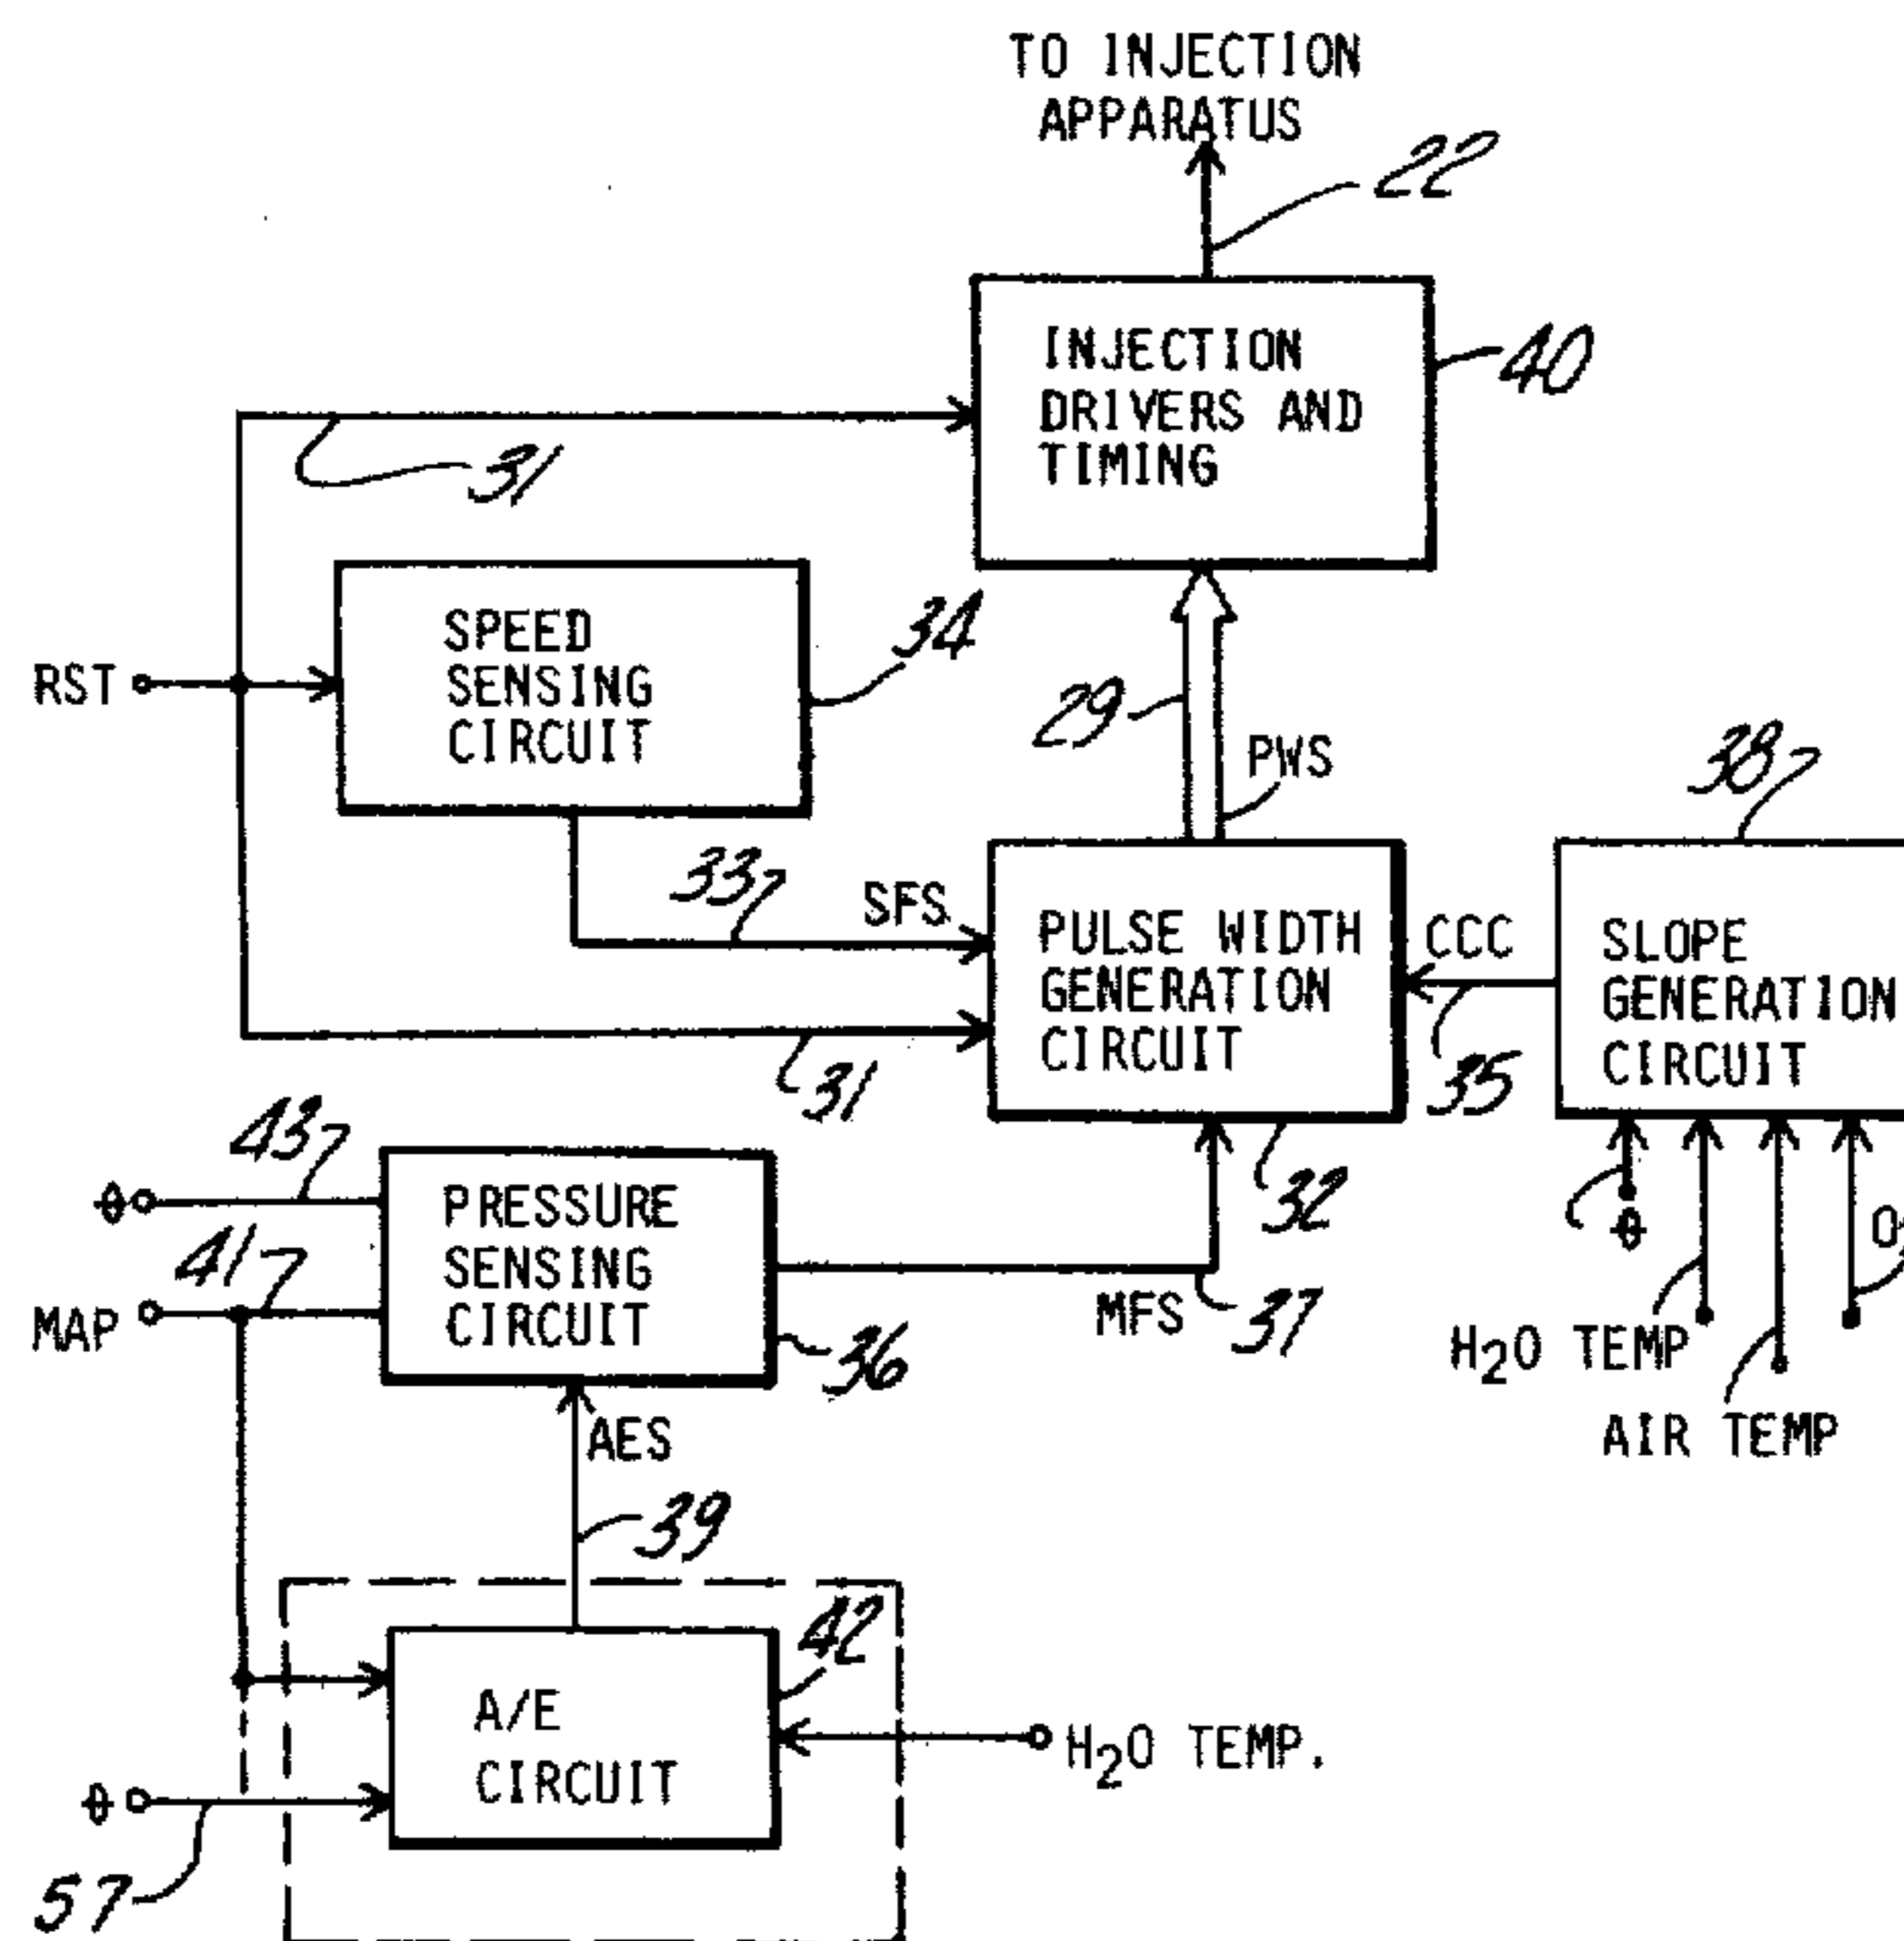 TO INJECTION
APPARATUS
22
INJECTION
DRIVERS AND
TIMING
40
31
SPEED
SENSING
CIRCUIT
34
RST
29
PWS
38
33
SFS
PULSE WIDTH
GENERATION
CIRCUIT
CCC
35
SLOPE
GENERATION
CIRCUIT
31
32
43
θ
41
MAP
PRESSURE
SENSING
CIRCUIT
36
MFS
37
θ
H2O TEMP
AIR TEMP
AES
39
42
A/E
CIRCUIT
H2O TEMP.
θ
57